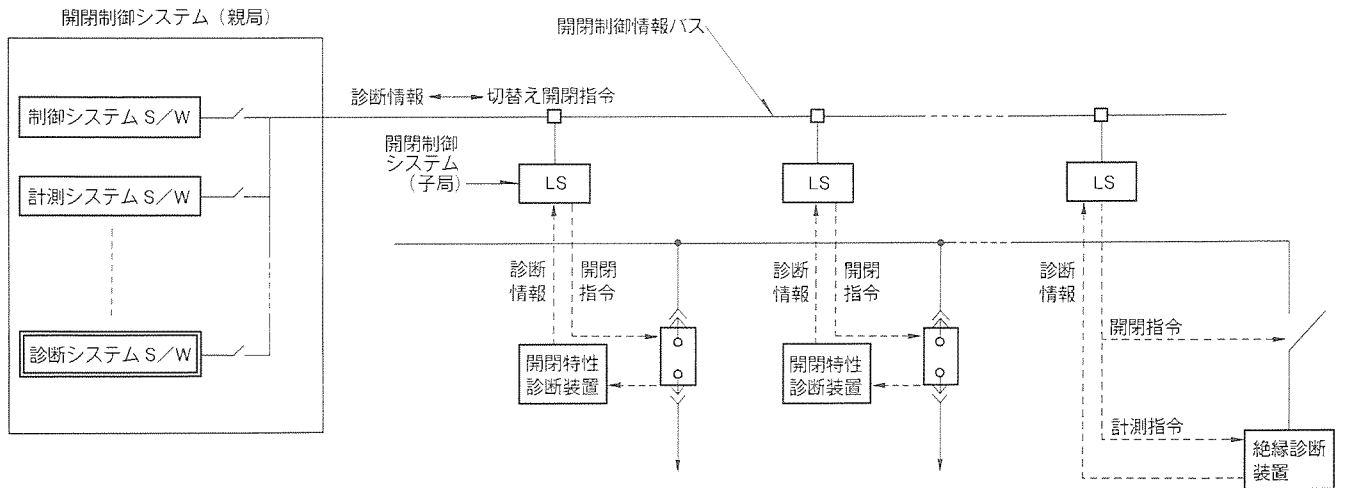 開閉制御システム（親局）
開閉制御情報バス
制御システム S／W
計測システム S／W
診断システム S／W
診断情報
切替え開閉指令
開閉制御
システム
（子局）
LS
LS
LS
診断
情報
開閉
指令
診断
情報
開閉
指令
診断
情報
開閉指令
開閉特性
診断装置
開閉特性
診断装置
計測指令
絶縁診断
装置